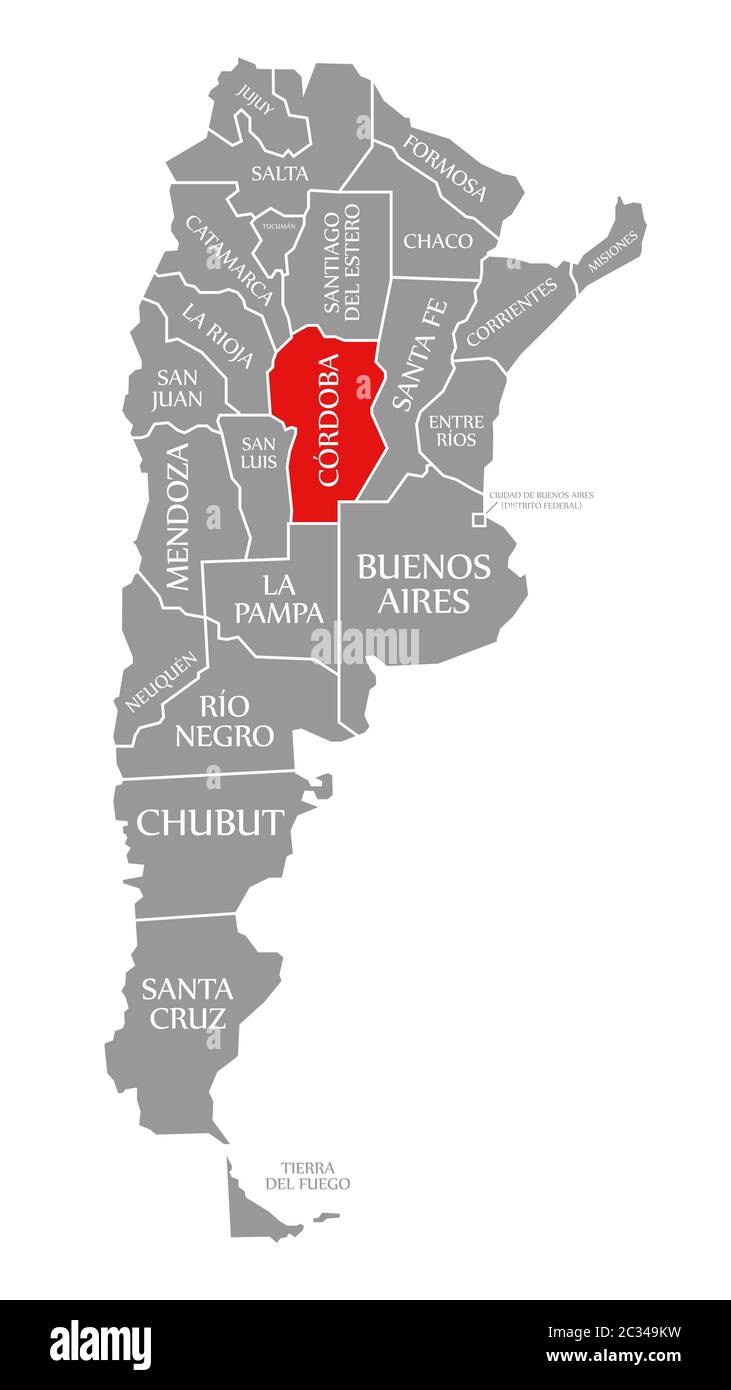 JUJUY
SALTA
FORMOSA
TUCUMÁN
CATAMARCA
SANTIAGO
DEL ESTERO
CHACO
MISIONES
CORRIENTES
LA RIOJA
SANTA FE
SAN
JUAN
CÓRDOBA
ENTRE
RÍOS
SAN
LUIS
MENDOZA
CIUDAD DE BUENOS AIRES
(DISTRITO FEDERAL)
BUENOS
AIRES
LA
PAMPA
NEUQUÉN
RÍO
NEGRO
CHUBUT
SANTA
CRUZ
TIERRA
DEL FUEGO
a
alamy
a
alamy
Image ID: 2C349KW
www.alamy.com